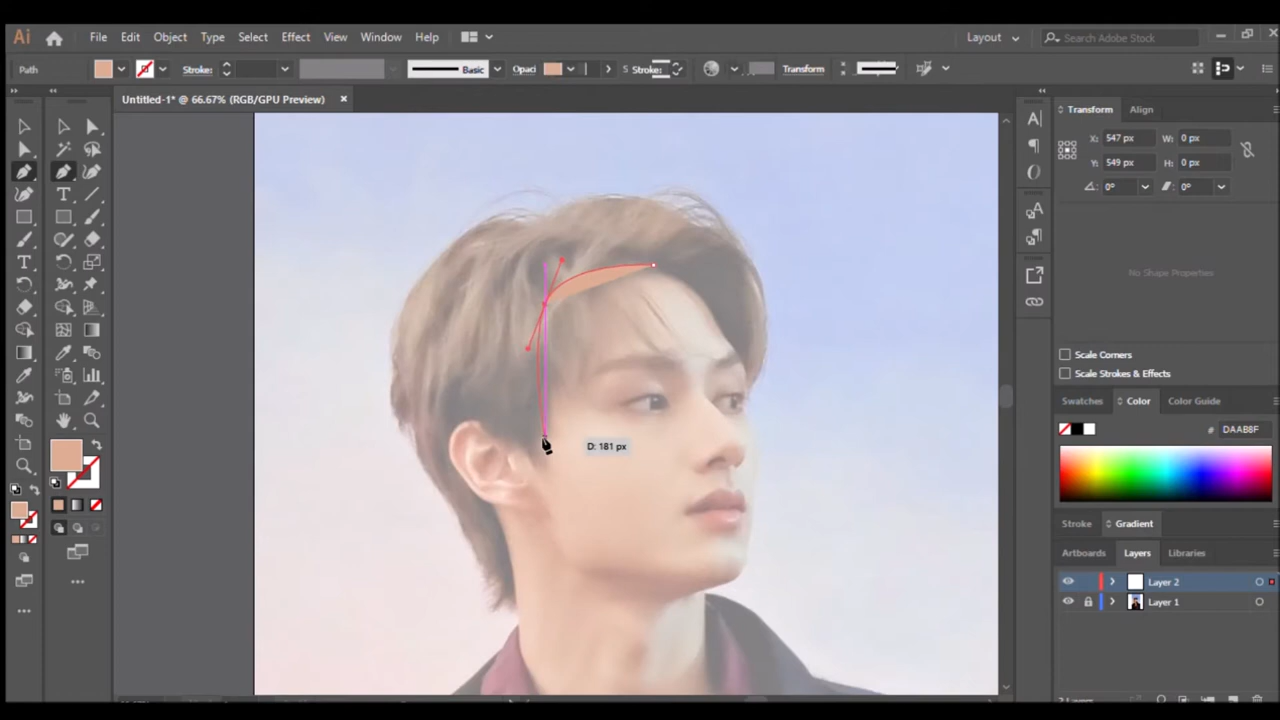 Ai File Edit Object Type Select Effect View Window Help Layout Search Adobe Stock
Path Stroke: Basic Opaci Stroke: Transform
Untitled-1* @ 66.67% (RGB/GPU Preview)
Transform Align
X: 547 px W: 0 px
Y: 549 px H: 0 px
0° 0°
No Shape Properties
Scale Corners
Scale Strokes & Effects
Swatches Color Color Guide
# DAAB8F
D: 181 px
Stroke Gradient
Artboards Layers Libraries
Layer 2
Layer 1